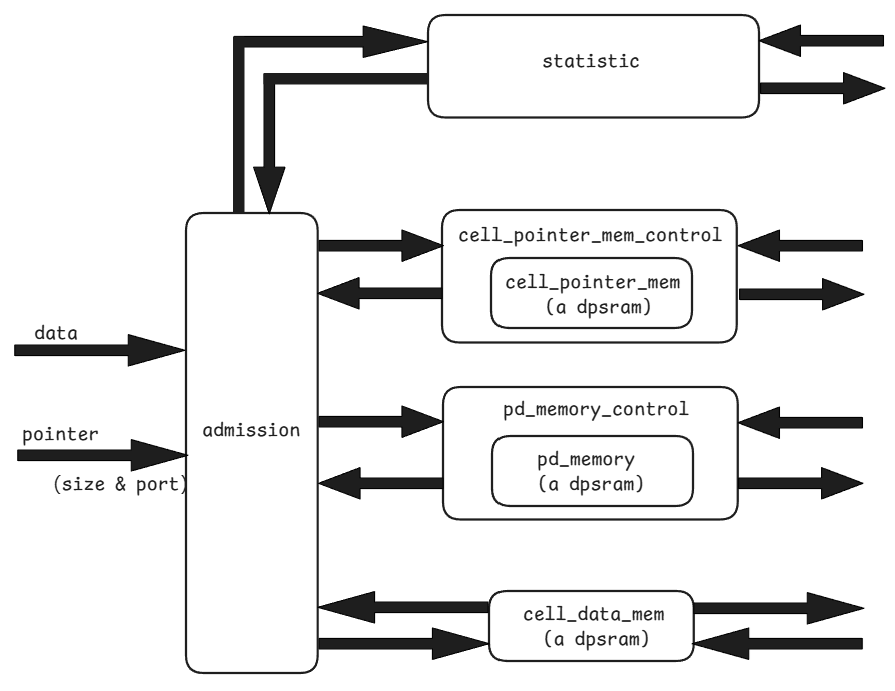 statistic
cell_pointer_mem_control
cell_pointer_mem
(a dpsram)
data
pointer
(size & port)
admission
pd_memory_control
pd_memory
(a dpsram)
cell_data_mem
(a dpsram)